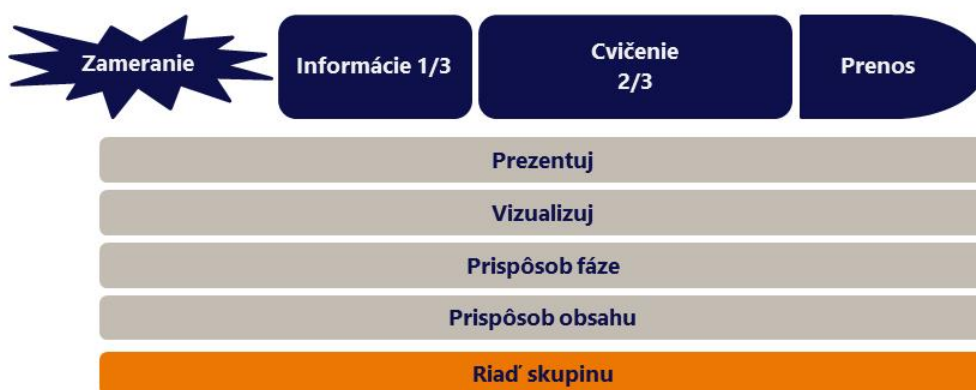 Zameranie
Informácie 1/3
Cvičenie
2/3
Prenos
Prezentuj
Vizualizuj
Prispôsob fáze
Prispôsob obsahu
Riaď skupinu